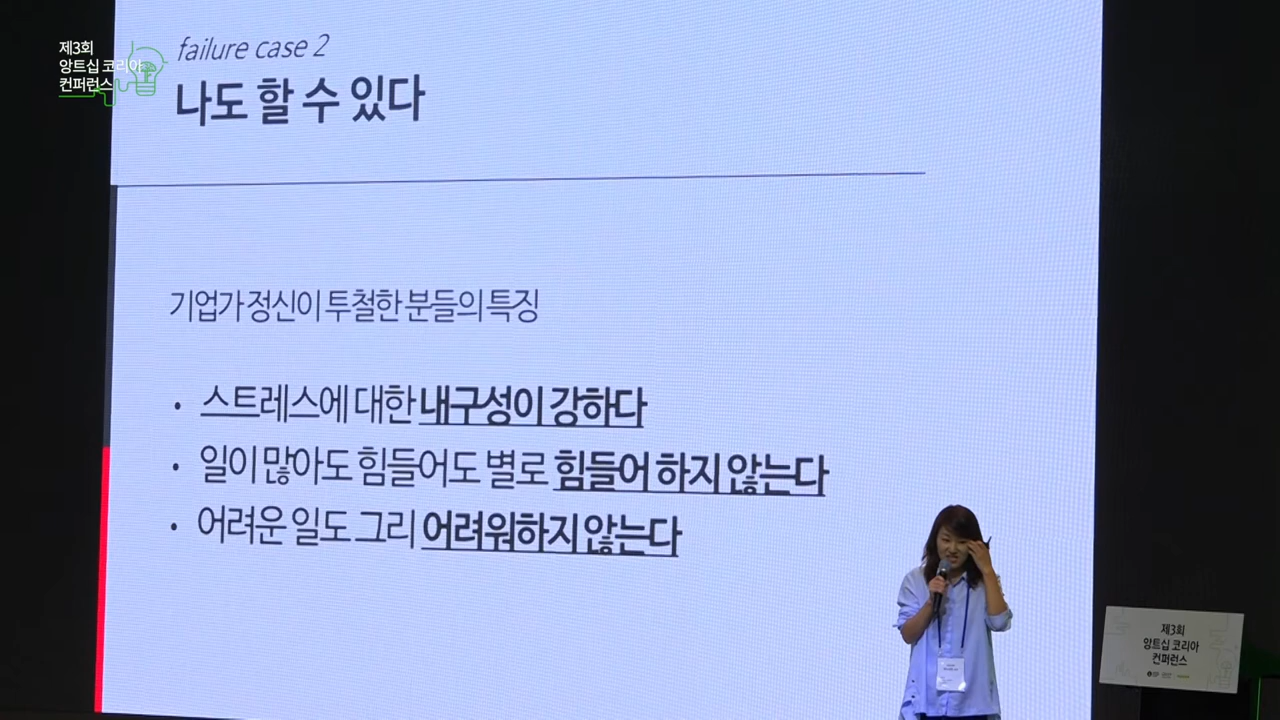 제3회
앙트십 코리아
컨퍼런스
failure case 2
나도 할 수 있다
기업가 정신이 투철한 분들의 특징
• 스트레스에 대한 내구성이 강하다
• 일이 많아도 힘들어도 별로 힘들어 하지 않는다
• 어려운 일도 그리 어려워하지 않는다
제3회
앙트십 코리아
컨퍼런스